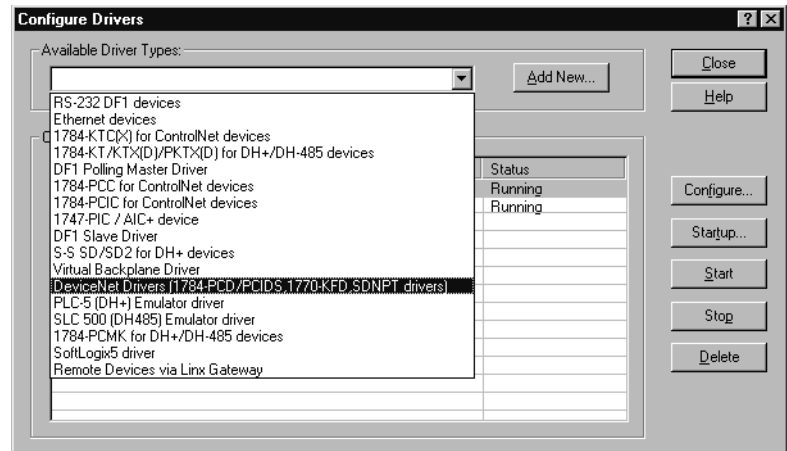 Configure Drivers
Available Driver Types:
Add New...
Close
Help
RS-232 DF1 devices
Ethernet devices
1784-KTC(X) for ControlNet devices
1784-KT/KTX(D)/PKTX(D) for DH+/DH-485 devices
DF1 Polling Master Driver
1784-PCC for ControlNet devices
1784-PCIC for ControlNet devices
1747-PIC / AIC+ device
DF1 Slave Driver
S-S SD/SD2 for DH+ devices
Virtual Backplane Driver
DeviceNet Drivers (1784-PCD/PCIDS,1770-KFD,SDNPT drivers)
PLC-5 (DH+) Emulator driver
SLC 500 (DH485) Emulator driver
1784-PCMK for DH+/DH-485 devices
SoftLogix5 driver
Remote Devices via Linx Gateway
Status
Running
Running
Configure...
Startup...
Start
Stop
Delete